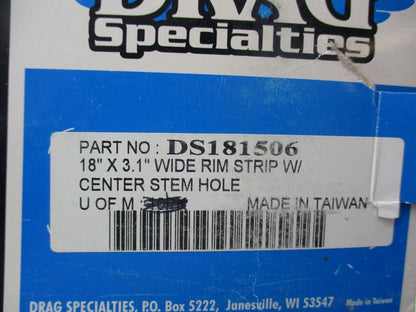 DRAG
Specialties
PART NO : DS181506
18" X 3.1" WIDE RIM STRIP W/
CENTER STEM HOLE
U OF M : MADE IN TAIWAN
DRAG SPECIALTIES, P.O. Box 5222, Janesville, WI 53547 Made in Taiwan